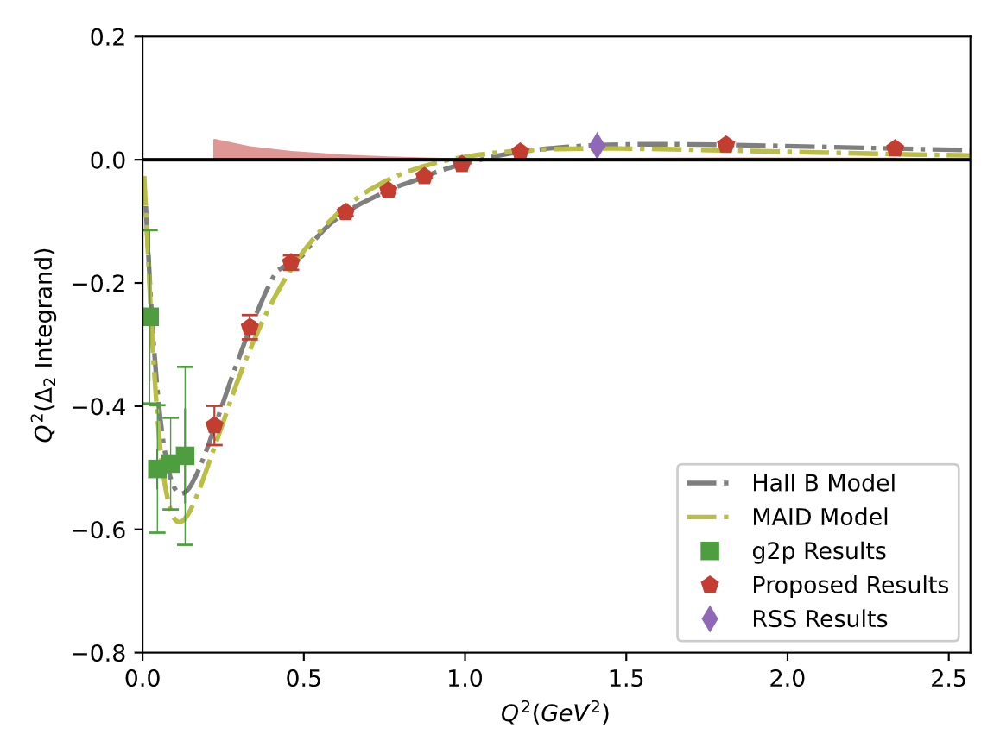 0.2
0.0
−0.2
−0.4
−0.6
−0.8
Q²(Δ₂ Integrand)
0.0 0.5 1.0 1.5 2.0 2.5
Q²(GeV²)
Hall B Model
MAID Model
g2p Results
Proposed Results
RSS Results